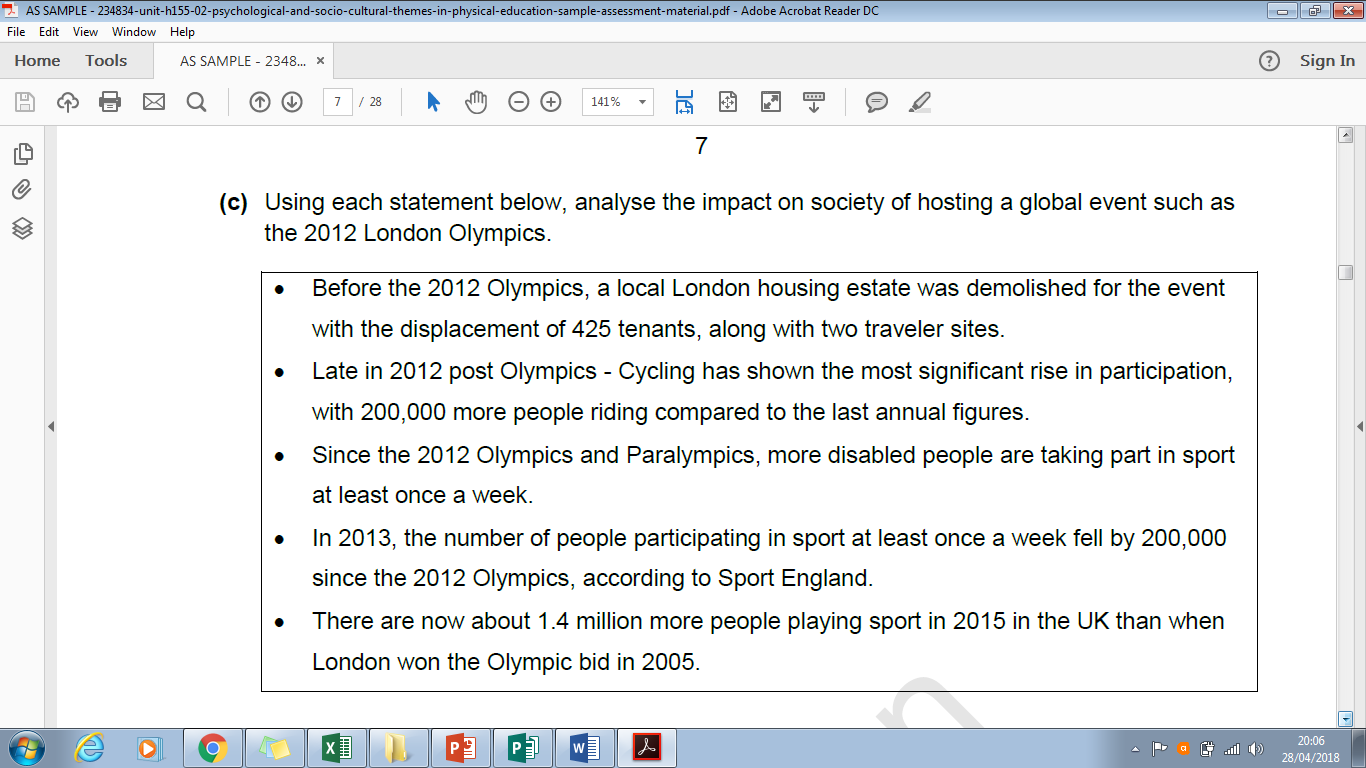 AS SAMPLE - 234834-unit-h155-02-psychological-and-socio-cultural-themes-in-physical-education-sample-assessment-material.pdf - Adobe Acrobat Reader DC
File Edit View Window Help
Home Tools AS SAMPLE - 2348... × ? Sign In
7 / 28 141%
7
(c) Using each statement below, analyse the impact on society of hosting a global event such as
the 2012 London Olympics.
• Before the 2012 Olympics, a local London housing estate was demolished for the event
with the displacement of 425 tenants, along with two traveler sites.
• Late in 2012 post Olympics - Cycling has shown the most significant rise in participation,
with 200,000 more people riding compared to the last annual figures.
• Since the 2012 Olympics and Paralympics, more disabled people are taking part in sport
at least once a week.
• In 2013, the number of people participating in sport at least once a week fell by 200,000
since the 2012 Olympics, according to Sport England.
• There are now about 1.4 million more people playing sport in 2015 in the UK than when
London won the Olympic bid in 2005.
20:06
28/04/2018